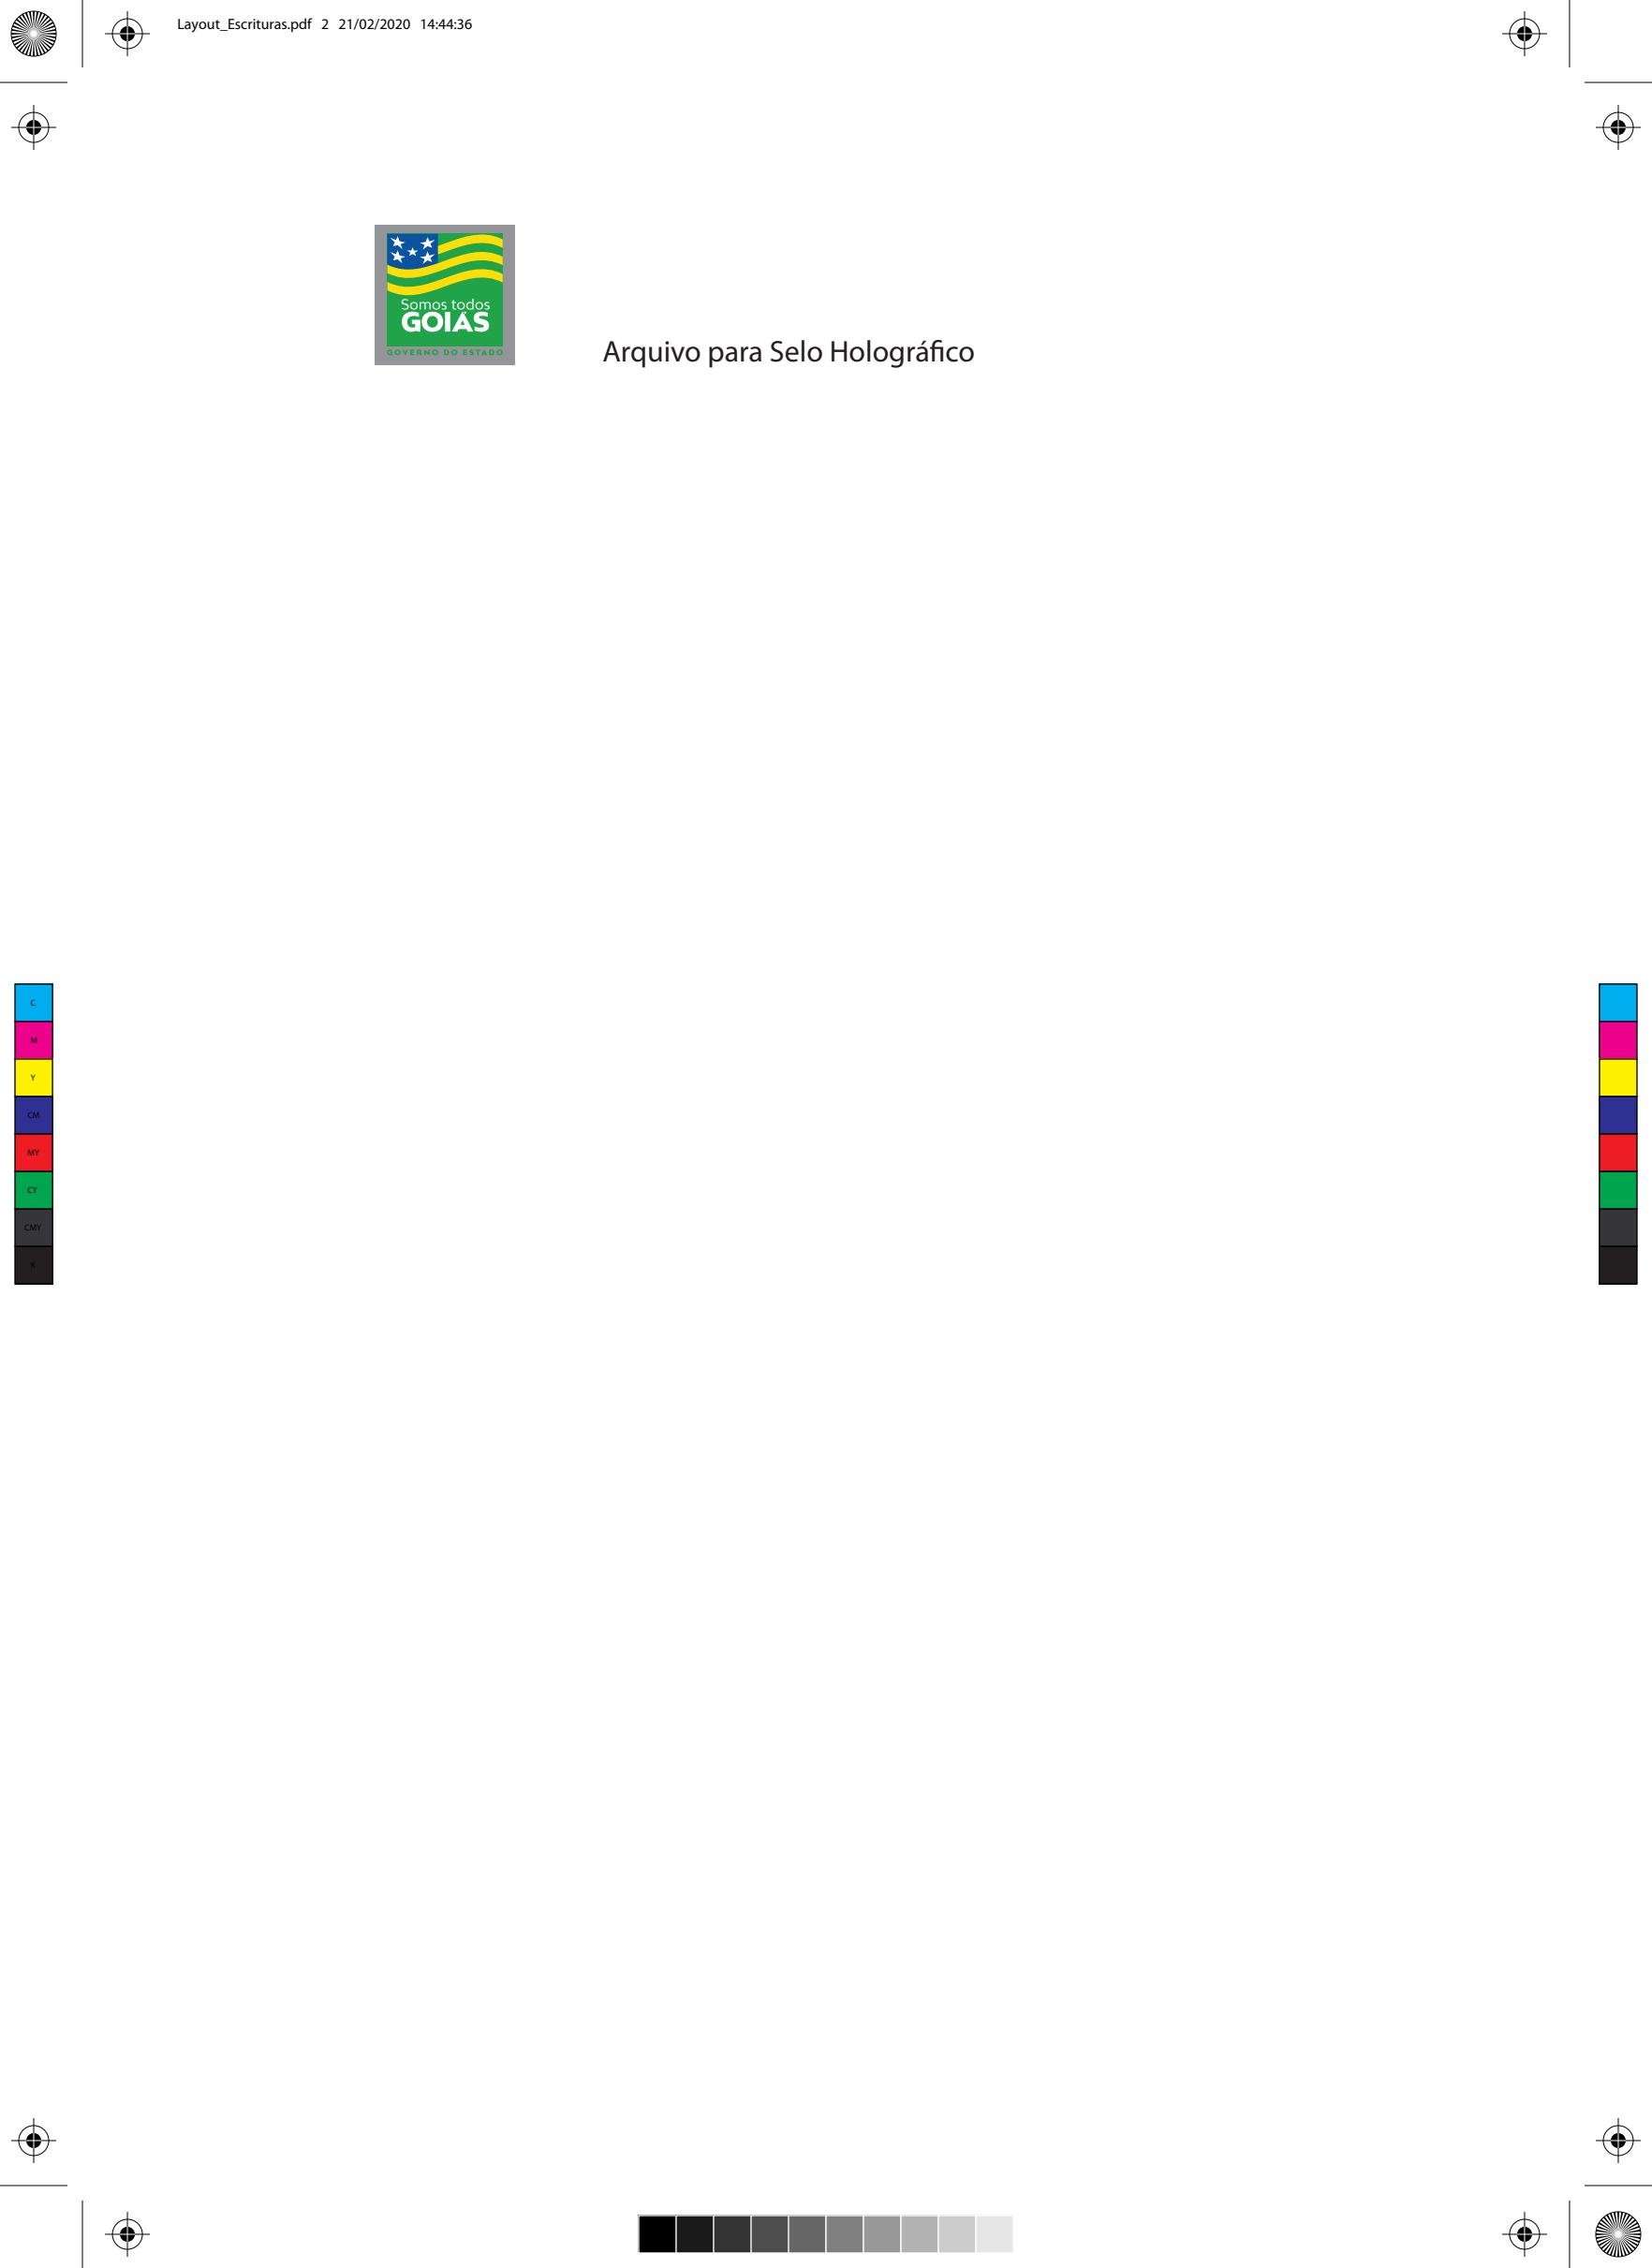 Layout_Escrituras.pdf 2 21/02/2020 14:44:36
Somos todos
GOIÁS
GOVERNO DO ESTADO
Arquivo para Selo Holográfico
C
M
Y
CM
MY
CY
CMY
K